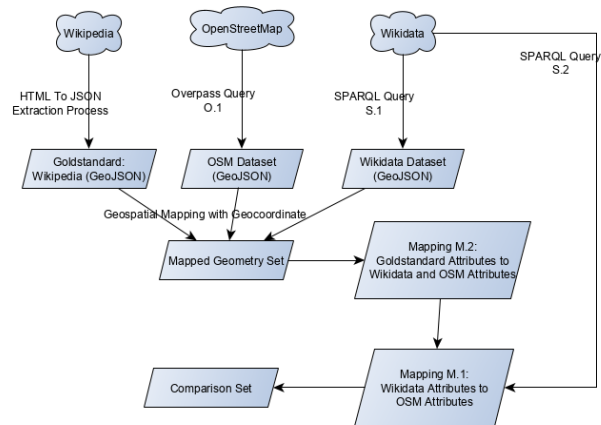 Wikipedia
OpenStreetMap
Wikidata
HTML To JSON
Extraction Process
Overpass Query
O.1
SPARQL Query
S.1
SPARQL Query
S.2
Goldstandard:
Wikipedia (GeoJSON)
OSM Dataset
(GeoJSON)
Wikidata Dataset
(GeoJSON)
Geospatial Mapping with Geocoordinate
Mapped Geometry Set
Mapping M.2:
Goldstandard Attributes to
Wikidata and OSM Attributes
Comparison Set
Mapping M.1:
Wikidata Attributes to
OSM Attributes